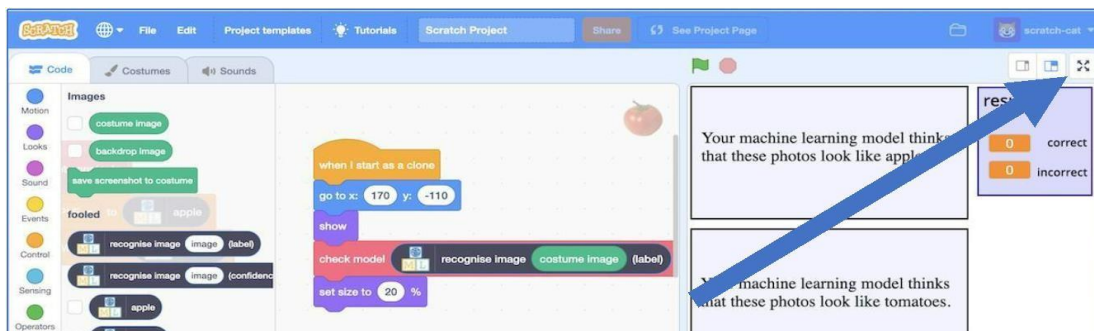 SCRATCH File Edit Project templates Tutorials Scratch Project Share See Project Page scratch-cat
Code Costumes Sounds
Motion
Looks
Sound
Events
Control
Sensing
Operators
Images
costume image
backdrop image
save screenshot to costume
fooled
apple
recognise image image (label)
recognise image image
ML apple
when I start as a clone
go to x: 170 y: -110
show
check model ML recognise image costume image (label)
set size to 20 %
Your machine learning model thinks
that these photos look like
0 correct
0 incorrect
machine learning model thinks
that these photos look like tomatoes.